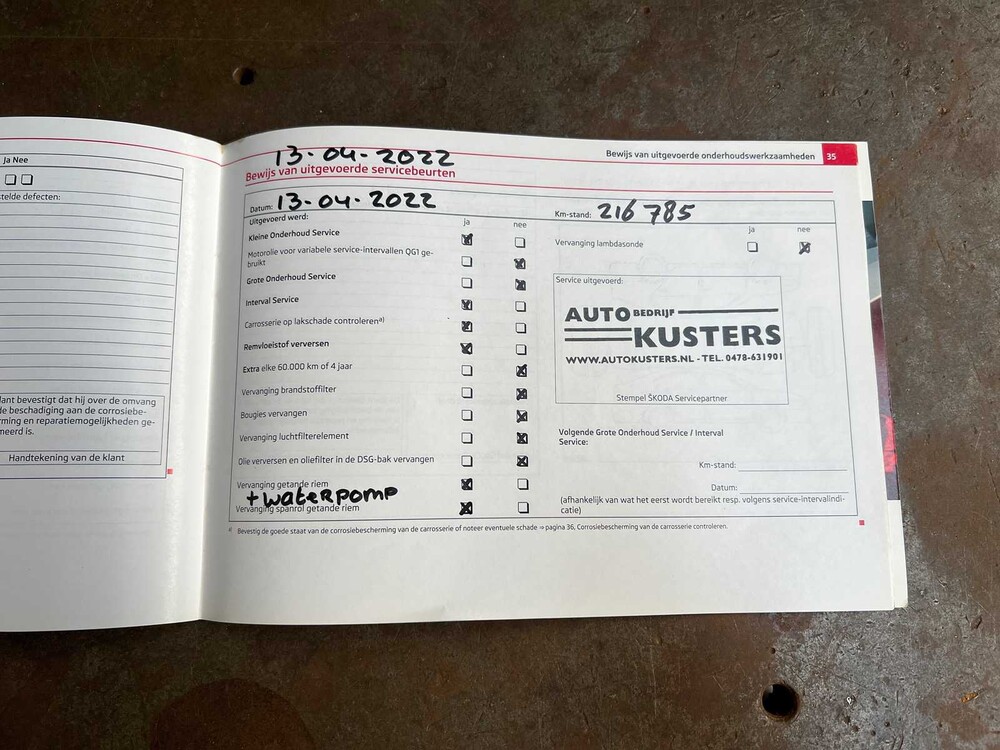 Ja Nee
stelde defecten:
lant bevestigt dat hij over de omvang
de beschadiging aan de corrosiebe-
rming en reparatiemogelijkheden ge-
meerd is.
Handtekening van de klant
Bewijs van uitgevoerde onderhoudswerkzaamheden 35
13-04-2022
Bewijs van uitgevoerde servicebeurten
Datum: 13-04-2022
Uitgevoerd werd:
ja nee
Kleine Onderhoud Service
Motorolie voor variabele service-intervallen QG1 ge-
bruikt
Grote Onderhoud Service
Interval Service
Carrosserie op lakschade controlerena)
Remvloeistof verversen
Extra elke 60.000 km of 4 jaar
Vervanging brandstoffilter
Bougies vervangen
Vervanging luchtfilterelement
Olie verversen en oliefilter in de DSG-bak vervangen
Vervanging getande riem
+ waterpomp
Vervanging spanrol getande riem
Km-stand: 216 785
ja nee
Vervanging lambdasonde
Service uitgevoerd:
AUTO BEDRIJF
KUSTERS
WWW.AUTOKUSTERS.NL - TEL. 0478-631901
Stempel ŠKODA Servicepartner
Volgende Grote Onderhoud Service / Interval
Service:
Km-stand:
Datum:
(afhankelijk van wat het eerst wordt bereikt resp. volgens service-intervalindi-
catie)
a) Bevestig de goede staat van de corrosiebescherming van de carrosserie of noteer eventuele schade ⇒ pagina 36, Corrosiebescherming van de carrosserie controleren.